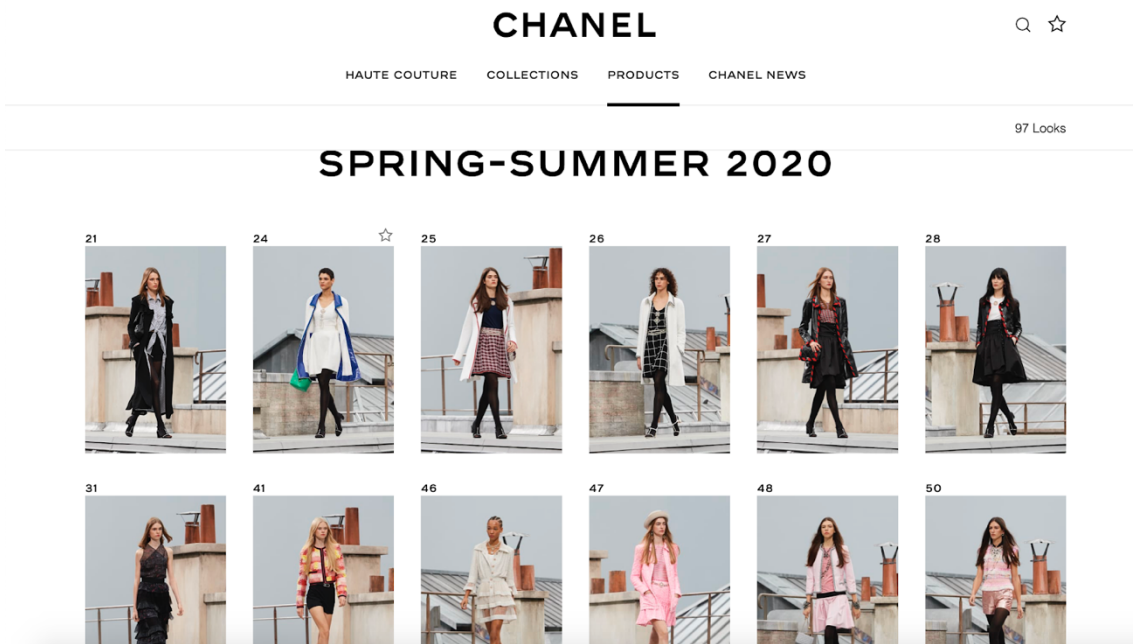 CHANEL
HAUTE COUTURE COLLECTIONS PRODUCTS CHANEL NEWS
97 Looks
SPRING-SUMMER 2020
21 24 25 26 27 28
31 41 46 47 48 50